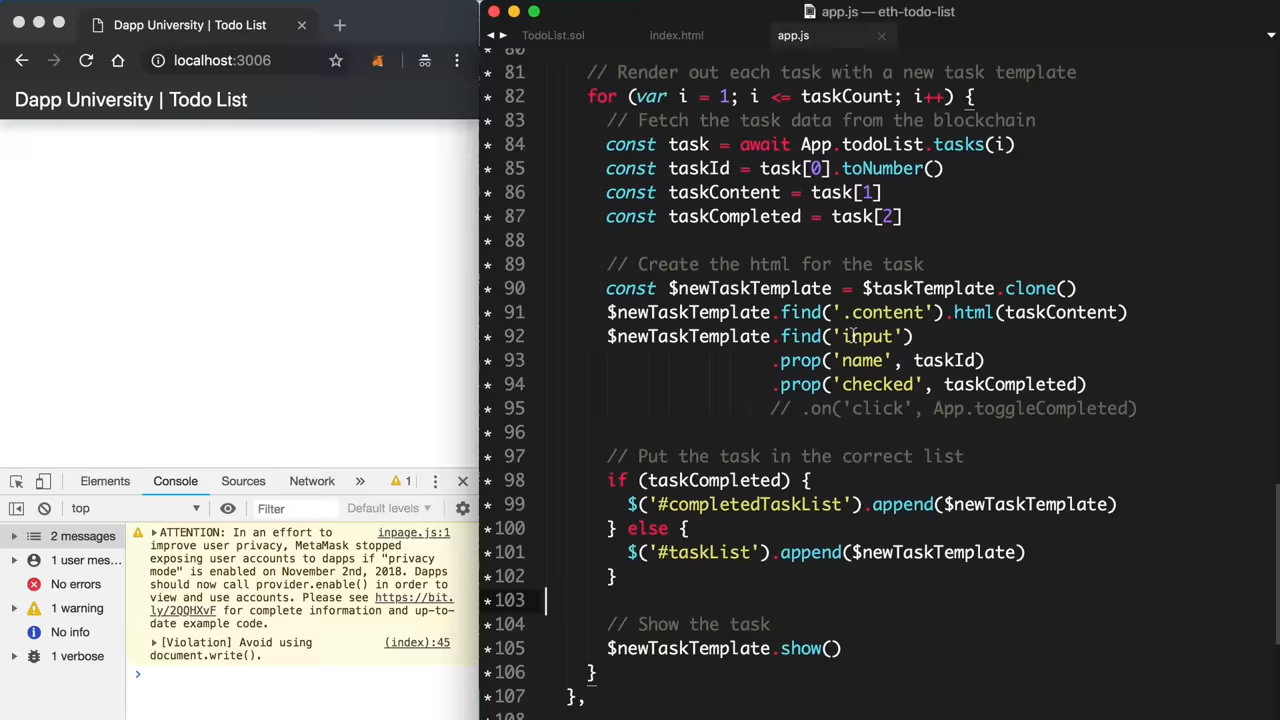 Dapp University | Todo List
localhost:3006
Dapp University | Todo List
Elements Console Sources Network » 1
top Filter Default levels
2 messages
1 user mes...
No errors
1 warning
No info
1 verbose
ATTENTION: In an effort to inpage.js:1
improve user privacy, MetaMask stopped
exposing user accounts to dapps if "privacy
mode" is enabled on November 2nd, 2018. Dapps
should now call provider.enable() in order to
view and use accounts. Please see https://bit.
ly/2QQHXvF for complete information and up-to-
date example code.
[Violation] Avoid using (index):45
document.write().
app.js — eth-todo-list
TodoList.sol index.html app.js
80
* 81 // Render out each task with a new task template
* 82 for (var i = 1; i <= taskCount; i++) {
* 83 // Fetch the task data from the blockchain
* 84 const task = await App.todoList.tasks(i)
* 85 const taskId = task[0].toNumber()
* 86 const taskContent = task[1]
* 87 const taskCompleted = task[2]
* 88
* 89 // Create the html for the task
* 90 const $newTaskTemplate = $taskTemplate.clone()
* 91 $newTaskTemplate.find('.content').html(taskContent)
* 92 $newTaskTemplate.find('input')
* 93 .prop('name', taskId)
* 94 .prop('checked', taskCompleted)
* 95 // .on('click', App.toggleCompleted)
* 96
* 97 // Put the task in the correct list
* 98 if (taskCompleted) {
* 99 $('#completedTaskList').append($newTaskTemplate)
* 100 } else {
* 101 $('#taskList').append($newTaskTemplate)
* 102 }
* 103
* 104 // Show the task
* 105 $newTaskTemplate.show()
* 106 }
* 107 },
108